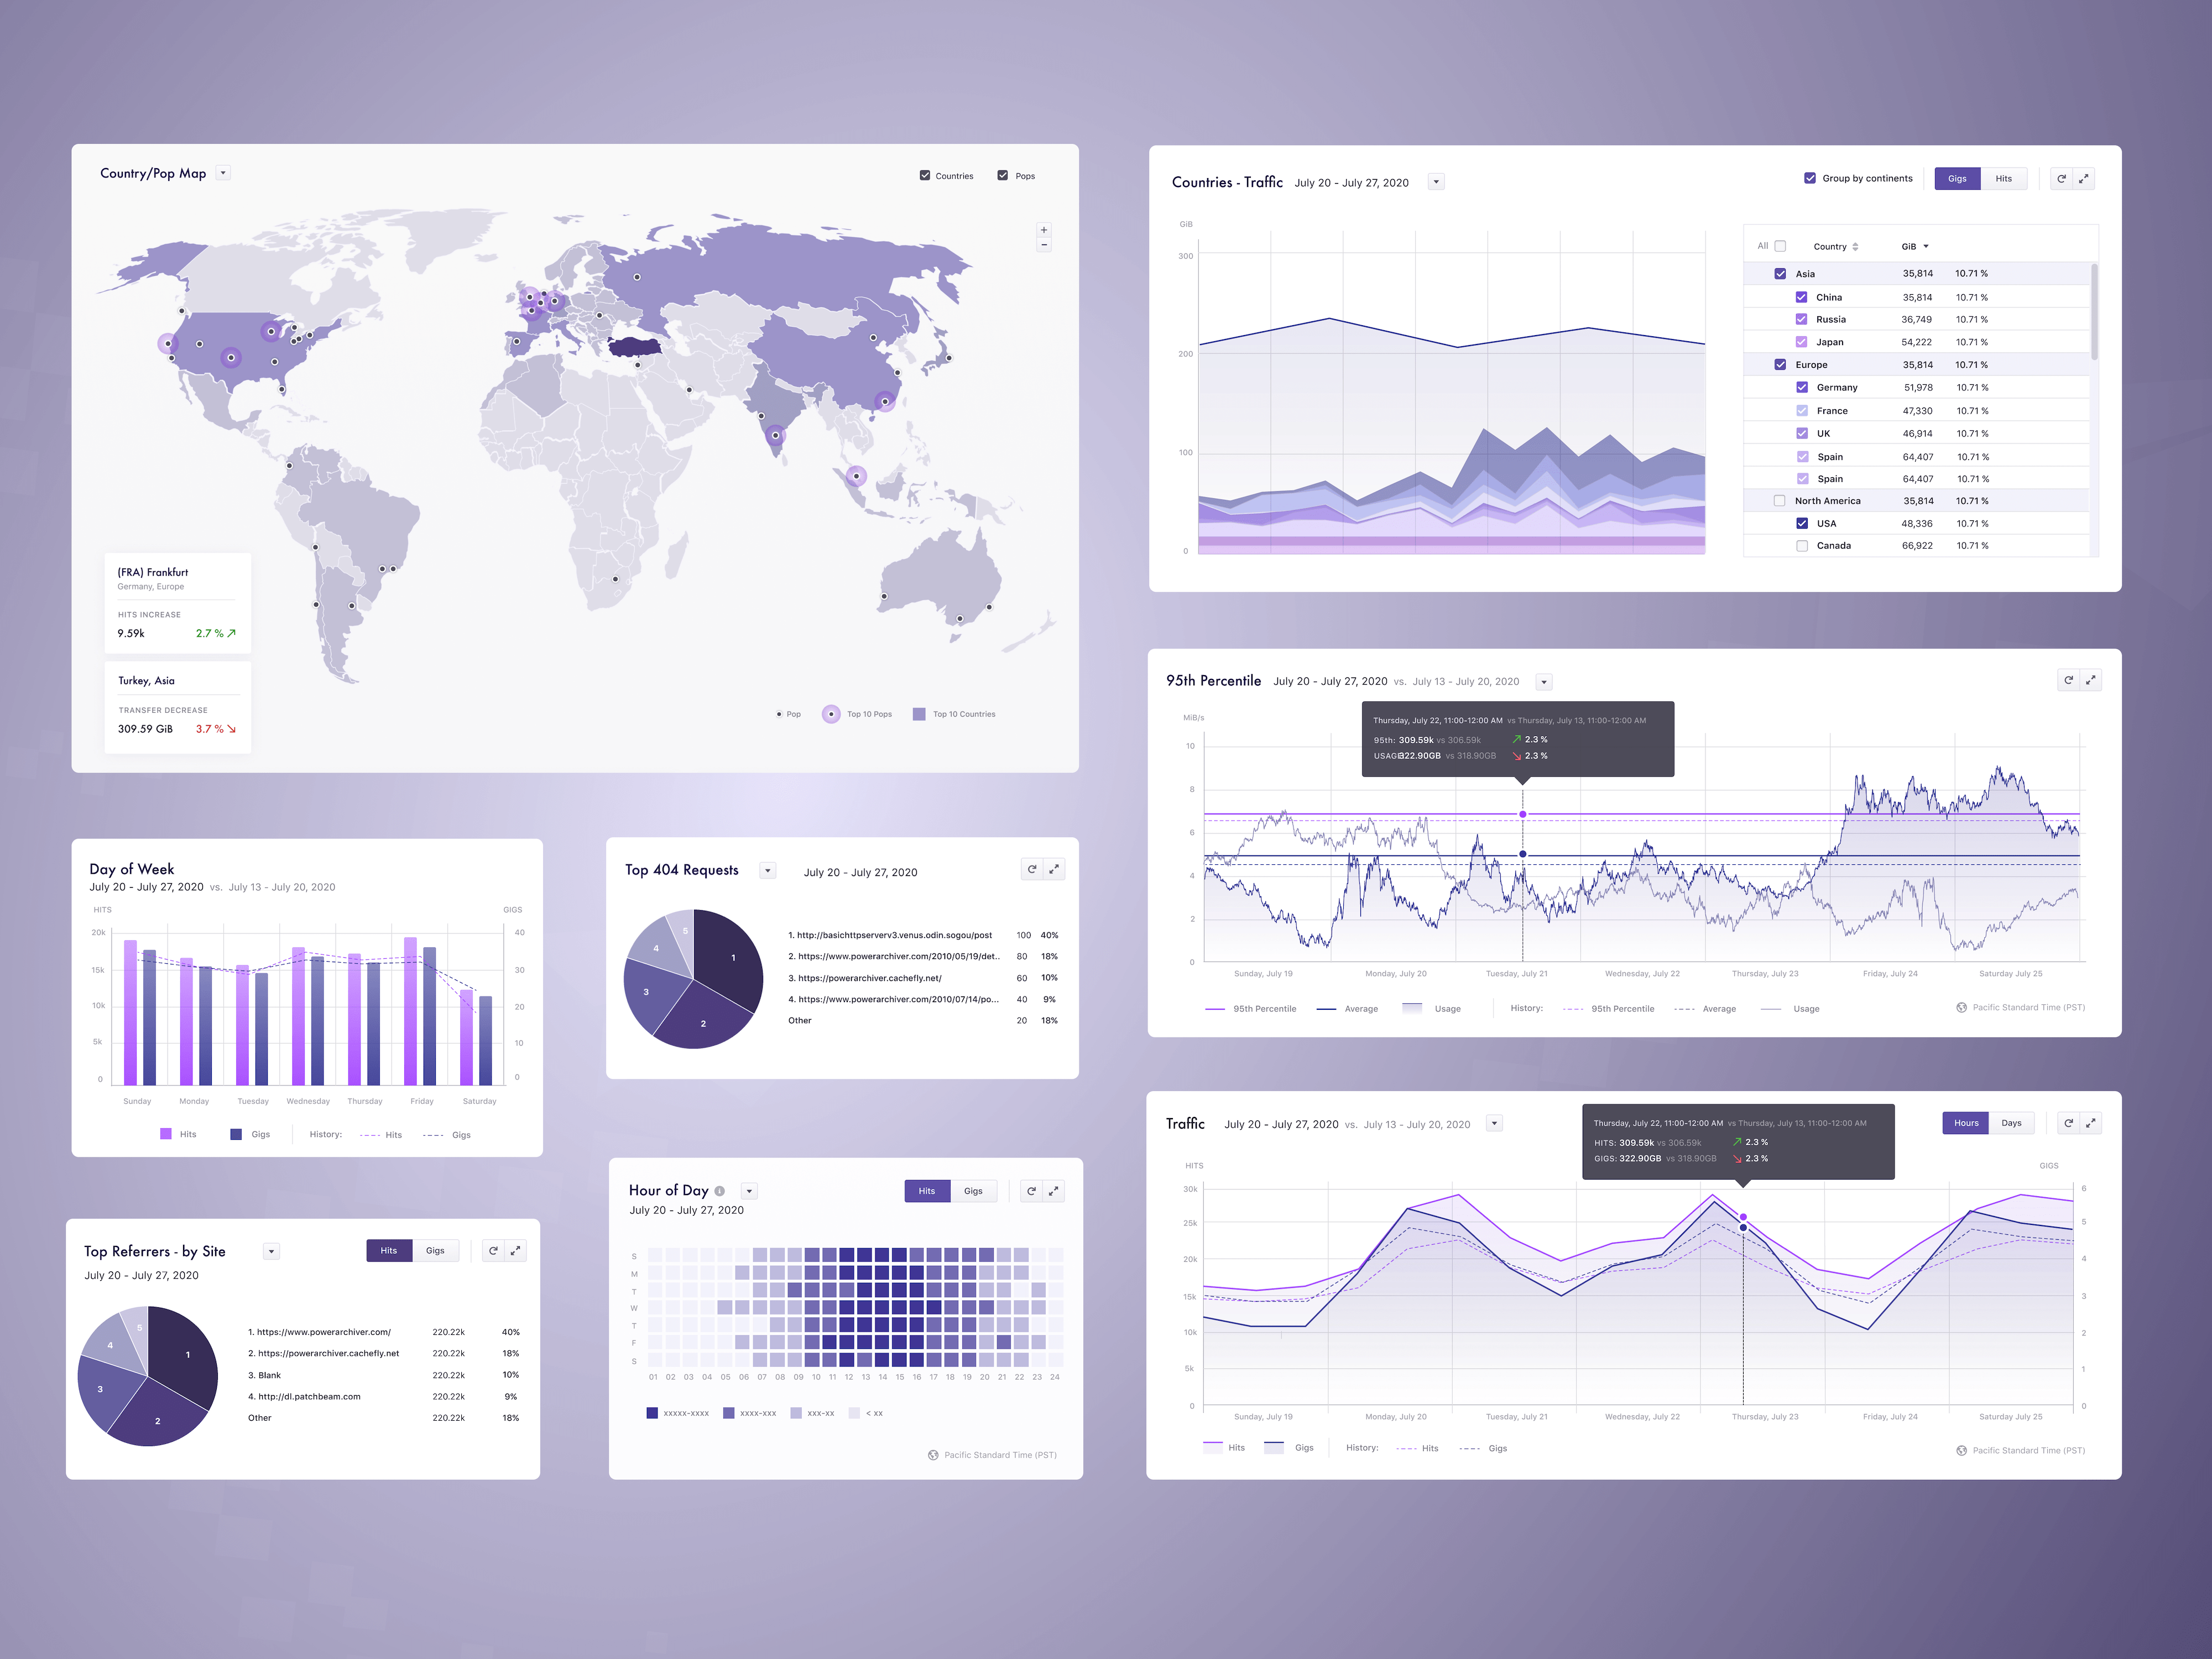 Country/Pop Map
Countries
Pops
+
−
(FRA) Frankfurt
Germany, Europe
HITS INCREASE
9.59k 2.7 %
Turkey, Asia
TRANSFER DECREASE
309.59 GiB 3.7 %
Pop
Top 10 Pops
Top 10 Countries
Countries - Traffic July 20 - July 27, 2020
Group by continents
Gigs Hits
GiB
300
200
100
0
All Country GiB
Asia 35,814 10.71 %
China 35,814 10.71 %
Russia 36,749 10.71 %
Japan 54,222 10.71 %
Europe 35,814 10.71 %
Germany 51,978 10.71 %
France 47,330 10.71 %
UK 46,914 10.71 %
Spain 64,407 10.71 %
Spain 64,407 10.71 %
North America 35,814 10.71 %
USA 48,336 10.71 %
Canada 66,922 10.71 %
95th Percentile July 20 - July 27, 2020 vs. July 13 - July 20, 2020
MiB/s
Thursday, July 22, 11:00-12:00 AM vs Thursday, July 13, 11:00-12:00 AM
95th: 309.59k vs 306.59k 2.3 %
USAGE 322.90GB vs 318.90GB 2.3 %
10
8
6
4
2
0
Sunday, July 19 Monday, July 20 Tuesday, July 21 Wednesday, July 22 Thursday, July 23 Friday, July 24 Saturday July 25
95th Percentile Average Usage History: 95th Percentile Average Usage
Pacific Standard Time (PST)
Day of Week
July 20 - July 27, 2020 vs. July 13 - July 20, 2020
HITS GIGS
20k 40
15k 30
10k 20
5k 10
0 0
Sunday Monday Tuesday Wednesday Thursday Friday Saturday
Hits Gigs History: Hits Gigs
Top 404 Requests July 20 - July 27, 2020
1
2
3
4
5
1. http://basichttpserverv3.venus.odin.sogou/post 100 40%
2. https://www.powerarchiver.com/2010/05/19/det.. 80 18%
3. https://powerarchiver.cachefly.net/ 60 10%
4. https://www.powerarchiver.com/2010/07/14/po... 40 9%
Other 20 18%
Top Referrers - by Site
Hits Gigs
July 20 - July 27, 2020
1
2
3
4
5
1. https://www.powerarchiver.com/ 220.22k 40%
2. https://powerarchiver.cachefly.net 220.22k 18%
3. Blank 220.22k 10%
4. http://dl.patchbeam.com 220.22k 9%
Other 220.22k 18%
Hour of Day
Hits Gigs
July 20 - July 27, 2020
S
M
T
W
T
F
S
01 02 03 04 05 06 07 08 09 10 11 12 13 14 15 16 17 18 19 20 21 22 23 24
xxxxx-xxxx xxxx-xxx xxx-xx < xx
Pacific Standard Time (PST)
Traffic July 20 - July 27, 2020 vs. July 13 - July 20, 2020
Hours Days
Thursday, July 22, 11:00-12:00 AM vs Thursday, July 13, 11:00-12:00 AM
HITS: 309.59k vs 306.59k 2.3 %
GIGS: 322.90GB vs 318.90GB 2.3 %
HITS GIGS
30k 6
25k 5
20k 4
15k 3
10k 2
5k 1
0 0
Sunday, July 19 Monday, July 20 Tuesday, July 21 Wednesday, July 22 Thursday, July 23 Friday, July 24 Saturday July 25
Hits Gigs History: Hits Gigs
Pacific Standard Time (PST)